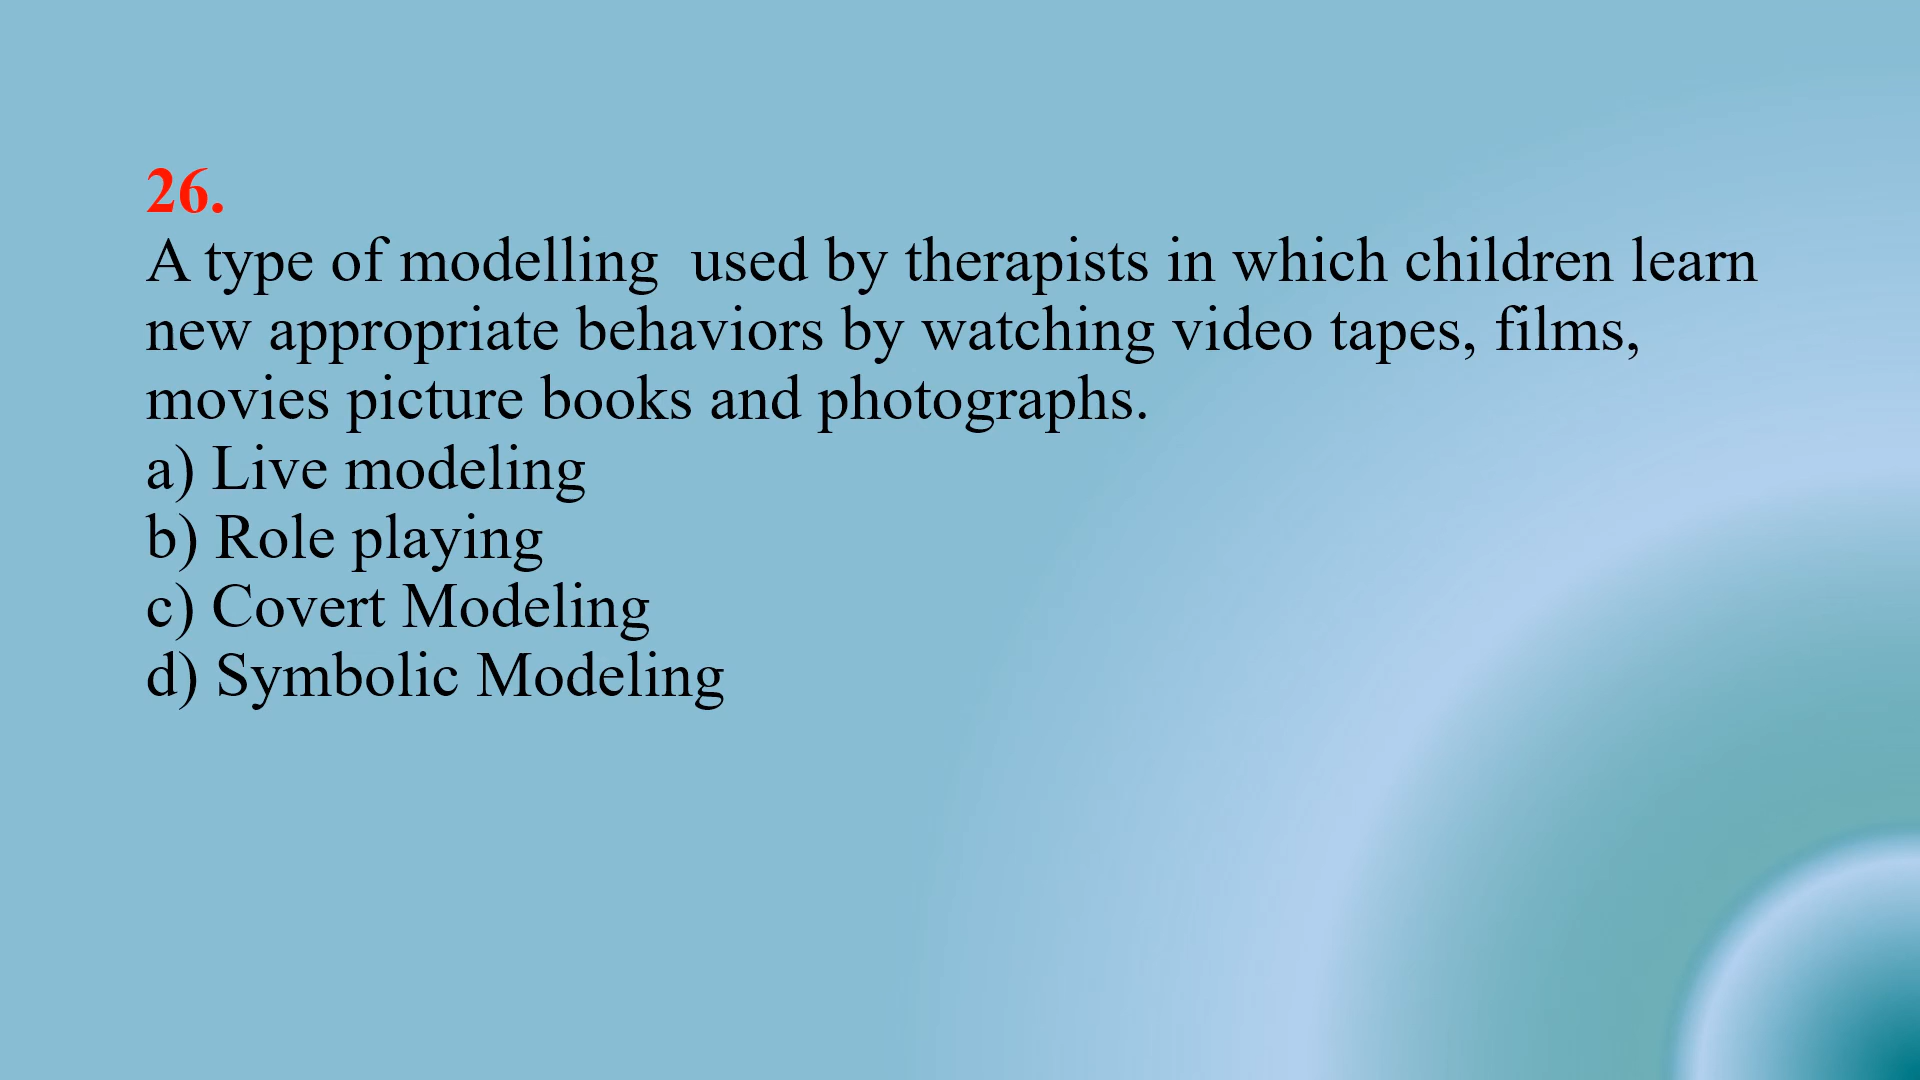 26.
A type of modelling  used by therapists in which children learn
new appropriate behaviors by watching video tapes, films,
movies picture books and photographs.
a) Live modeling
b) Role playing
c) Covert Modeling
d) Symbolic Modeling